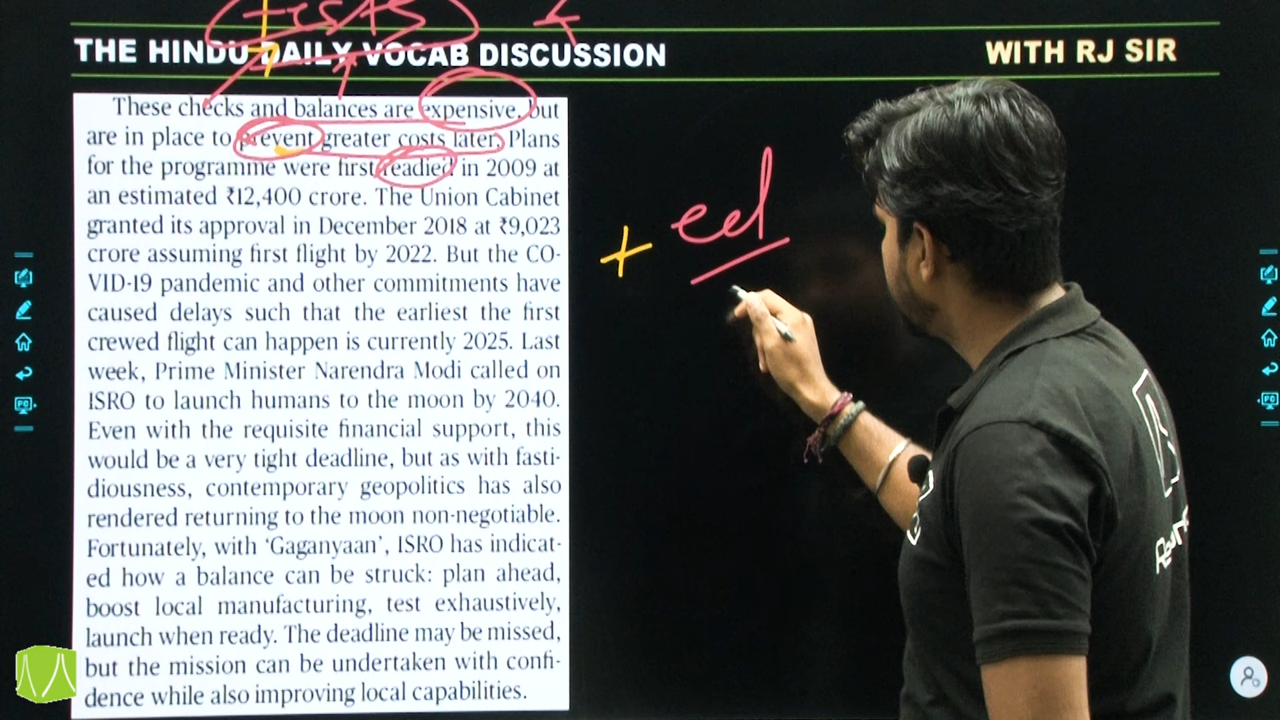 tests
THE HINDU DAILY VOCAB DISCUSSION
WITH RJ SIR
These checks and balances are expensive, but
are in place to prevent greater costs later. Plans
for the programme were first readied in 2009 at
an estimated ₹12,400 crore. The Union Cabinet
granted its approval in December 2018 at ₹9,023
crore assuming first flight by 2022. But the CO-
VID-19 pandemic and other commitments have
caused delays such that the earliest the first
crewed flight can happen is currently 2025. Last
week, Prime Minister Narendra Modi called on
ISRO to launch humans to the moon by 2040.
Even with the requisite financial support, this
would be a very tight deadline, but as with fasti-
diousness, contemporary geopolitics has also
rendered returning to the moon non-negotiable.
Fortunately, with ‘Gaganyaan’, ISRO has indicat-
ed how a balance can be struck: plan ahead,
boost local manufacturing, test exhaustively,
launch when ready. The deadline may be missed,
but the mission can be undertaken with confi-
dence while also improving local capabilities.
+ ed
PC
PC